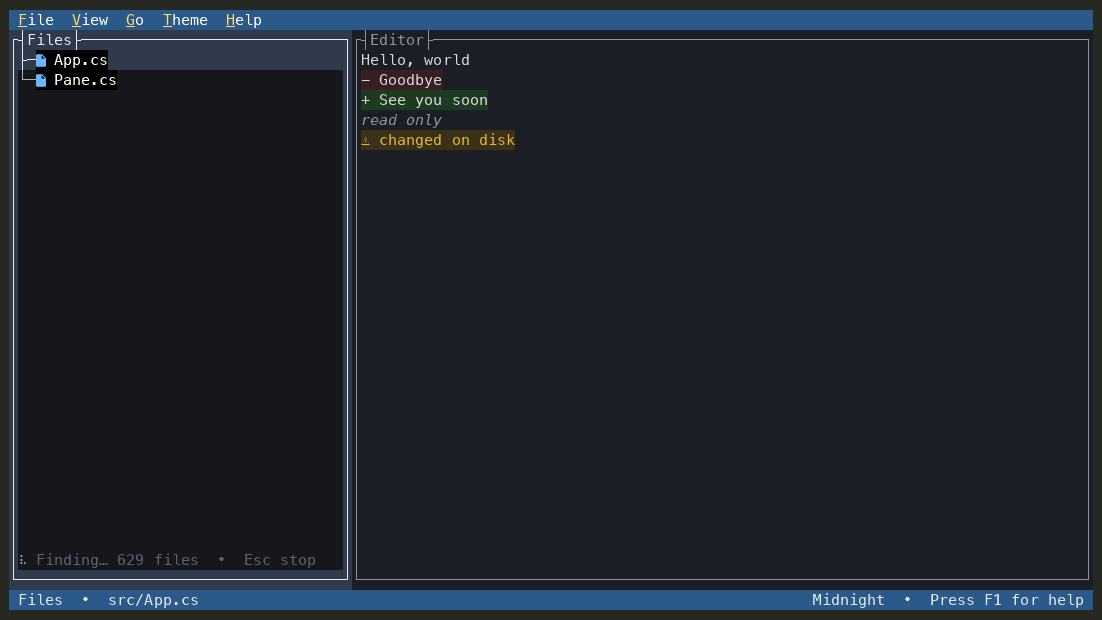 File View Go Theme Help
Files
App.cs
Pane.cs
Finding… 629 files • Esc stop
Editor
Hello, world
− Goodbye
+ See you soon
read only
⚠ changed on disk
Files • src/App.cs
Midnight • Press F1 for help